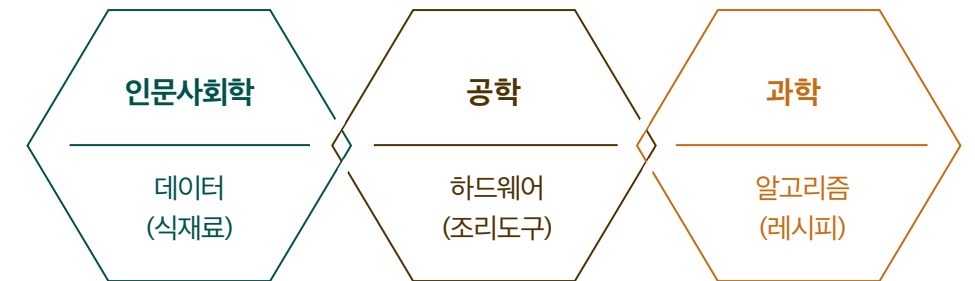 인문사회학
데이터
(식재료)
공학
하드웨어
(조리도구)
과학
알고리즘
(레시피)